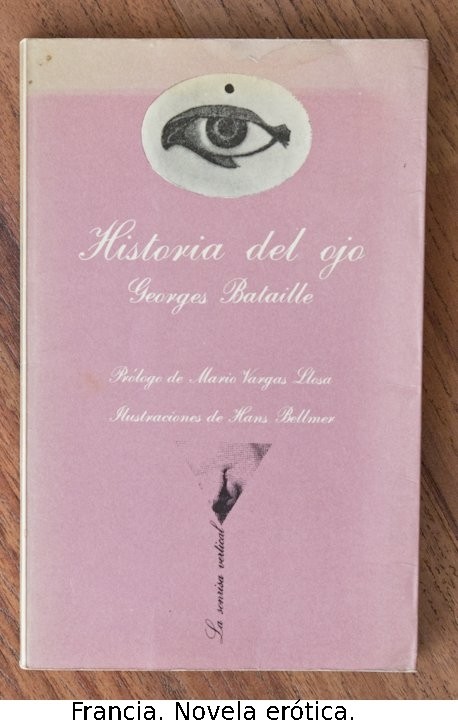 Historia del ojo
Georges Bataille
Prólogo de Mario Vargas Llosa
Ilustraciones de Hans Bellmer
La sonrisa vertical
Francia. Novela erótica.